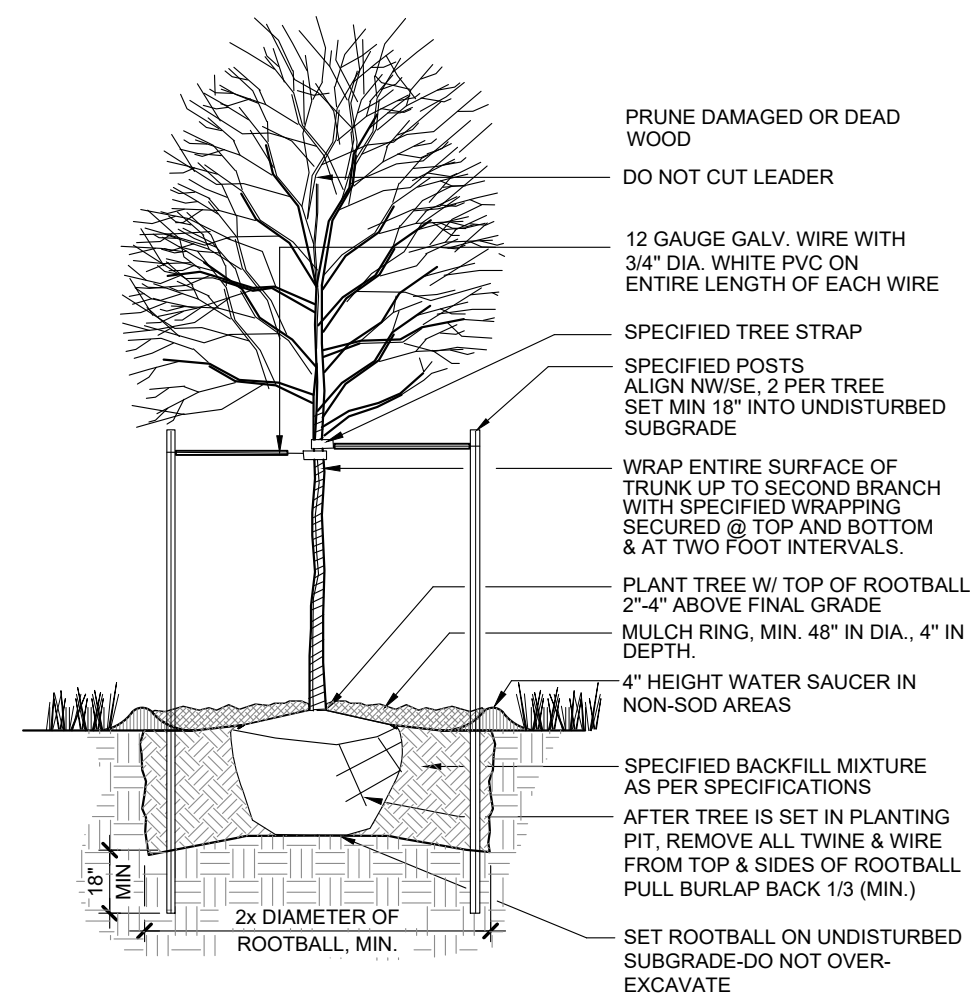 PRUNE DAMAGED OR DEAD
WOOD
DO NOT CUT LEADER
12 GAUGE GALV. WIRE WITH
3/4" DIA. WHITE PVC ON
ENTIRE LENGTH OF EACH WIRE
SPECIFIED TREE STRAP
SPECIFIED POSTS
ALIGN NW/SE, 2 PER TREE
SET MIN 18" INTO UNDISTURBED
SUBGRADE
WRAP ENTIRE SURFACE OF
TRUNK UP TO SECOND BRANCH
WITH SPECIFIED WRAPPING
SECURED @ TOP AND BOTTOM
& AT TWO FOOT INTERVALS.
PLANT TREE W/ TOP OF ROOTBALL
2"-4" ABOVE FINAL GRADE
MULCH RING, MIN. 48" IN DIA., 4" IN
DEPTH.
4" HEIGHT WATER SAUCER IN
NON-SOD AREAS
SPECIFIED BACKFILL MIXTURE
AS PER SPECIFICATIONS
AFTER TREE IS SET IN PLANTING
PIT, REMOVE ALL TWINE & WIRE
FROM TOP & SIDES OF ROOTBALL
PULL BURLAP BACK 1/3 (MIN.)
SET ROOTBALL ON UNDISTURBED
SUBGRADE-DO NOT OVER-
EXCAVATE
18"
MIN
2x DIAMETER OF
ROOTBALL, MIN.